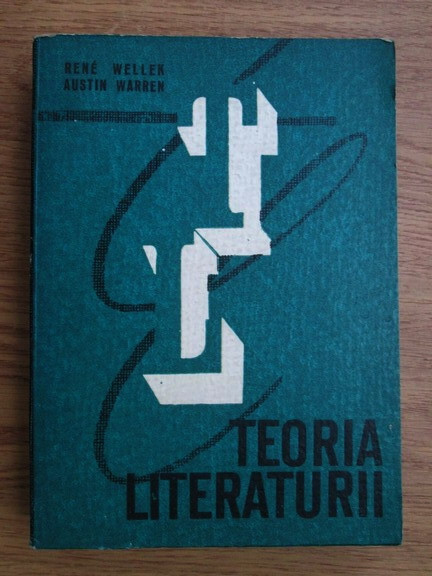 RENÉ WELLEK
AUSTIN WARREN
TEORIA
LITERATURII